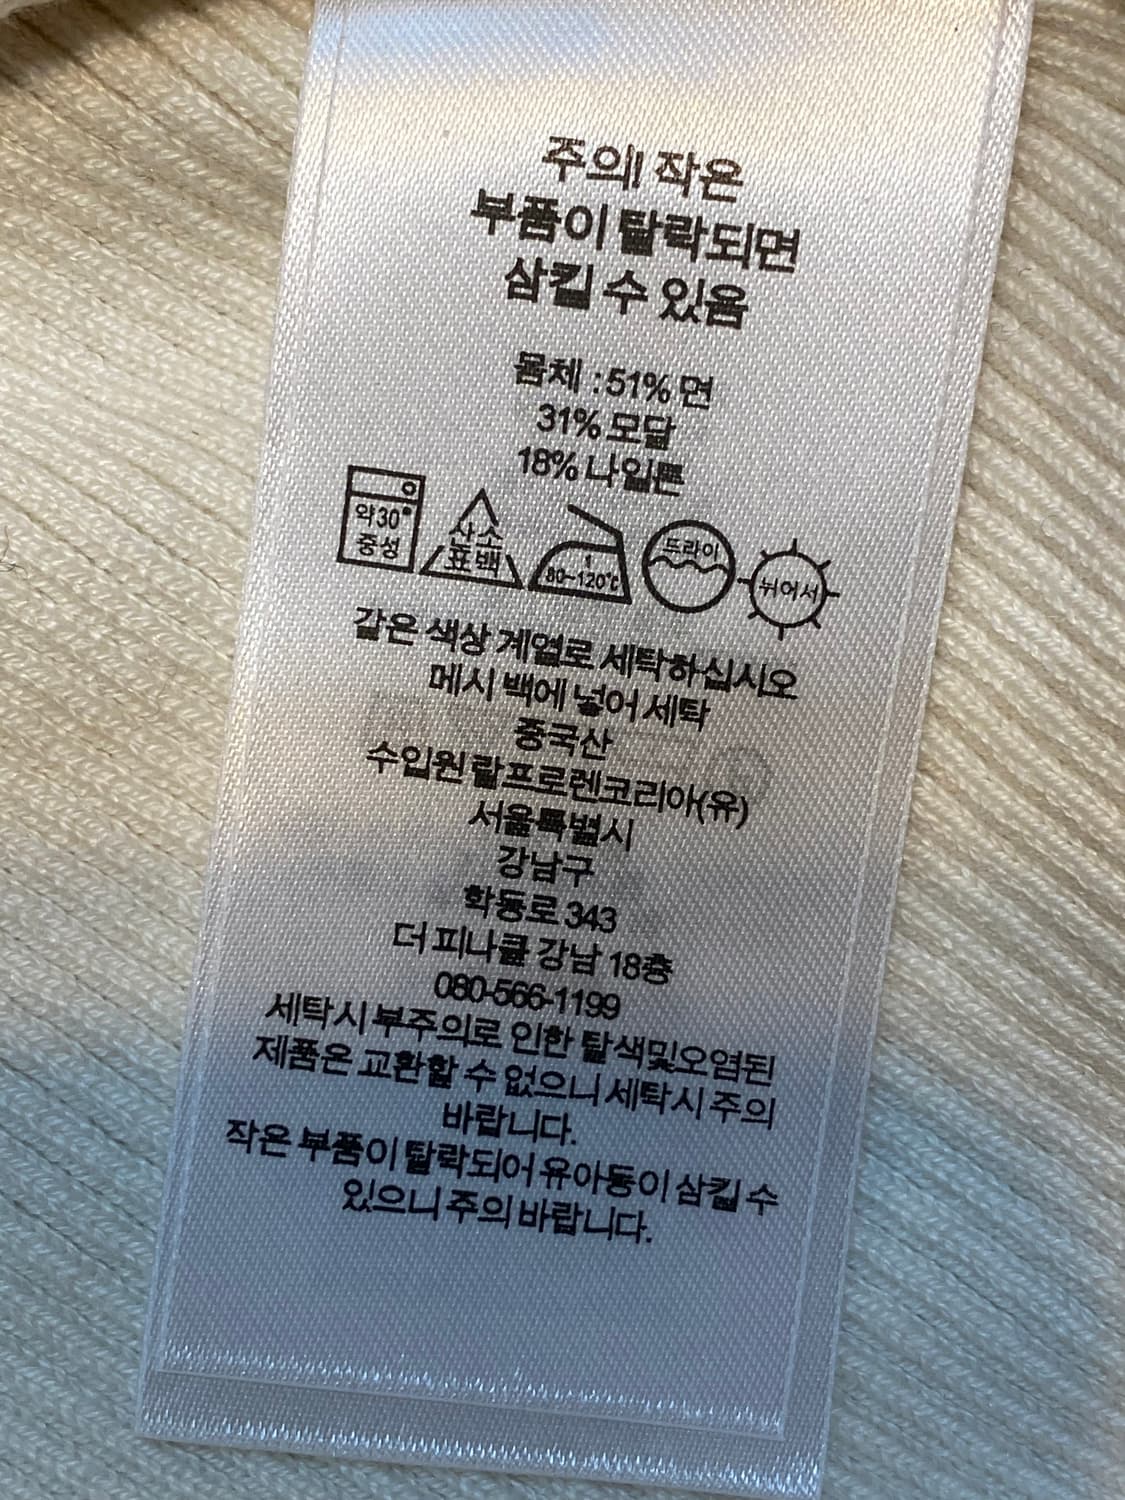 주의! 작은
부품이 탈락되면
삼킬 수 있음
몸체 : 51% 면
31% 모달
18% 나일론
약30°
중성
산소
표백
1
80~120℃
드라이
뉘어서
같은 색상 계열로 세탁하십시오
메시 백에 넣어 세탁
중국산
수입원 랄프로렌코리아(유)
서울특별시
강남구
학동로 343
더 피나클 강남 18층
080-566-1199
세탁시 부주의로 인한 탈색및오염된
제품은 교환할 수 없으니 세탁시 주의
바랍니다.
작은 부품이 탈락되어 유아동이 삼킬 수
있으니 주의 바랍니다.